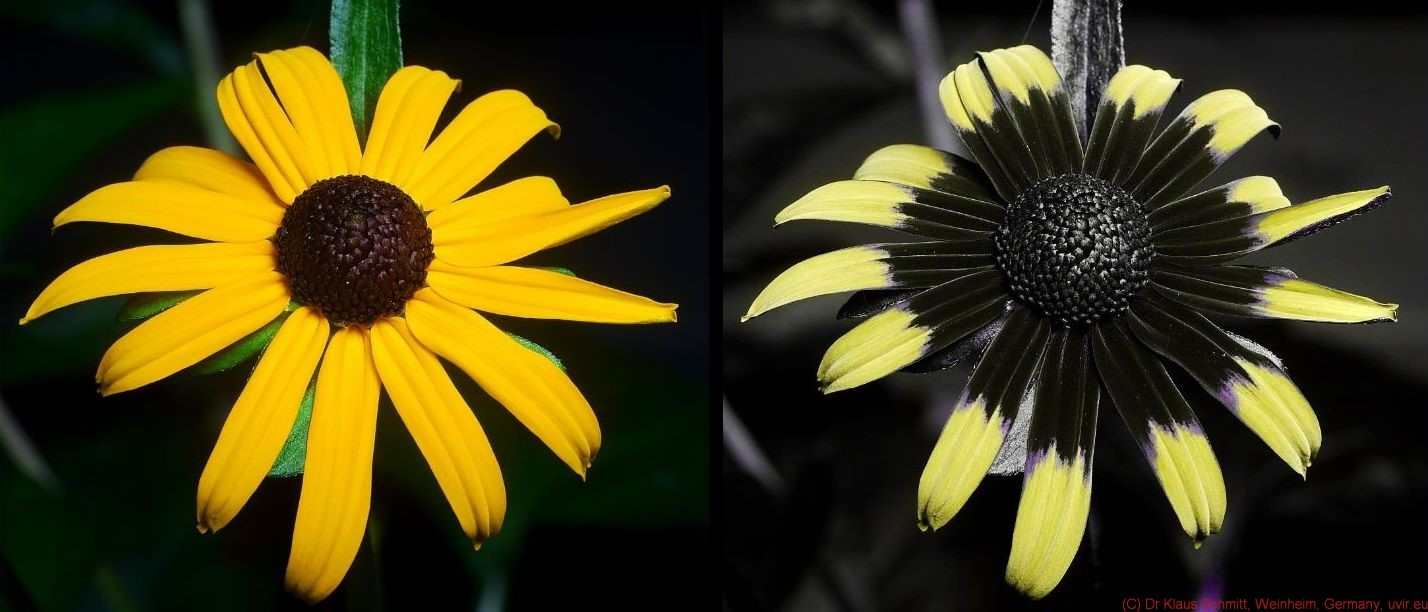 (C) Dr Klaus Schmitt, Weinheim, Germany, uvir.eu